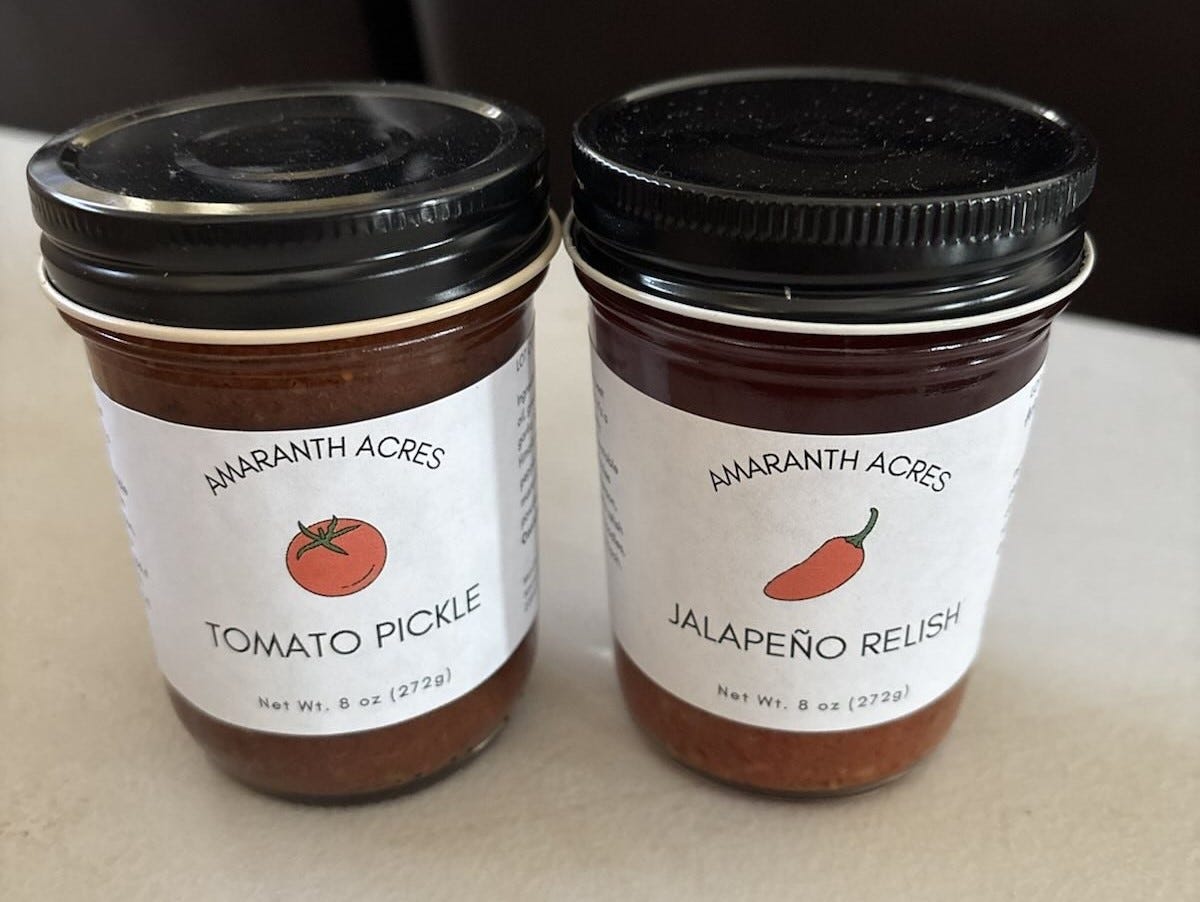 AMARANTH ACRES
TOMATO PICKLE
Net Wt. 8 oz (272g)
AMARANTH ACRES
JALAPEÑO RELISH
Net Wt. 8 oz (272g)